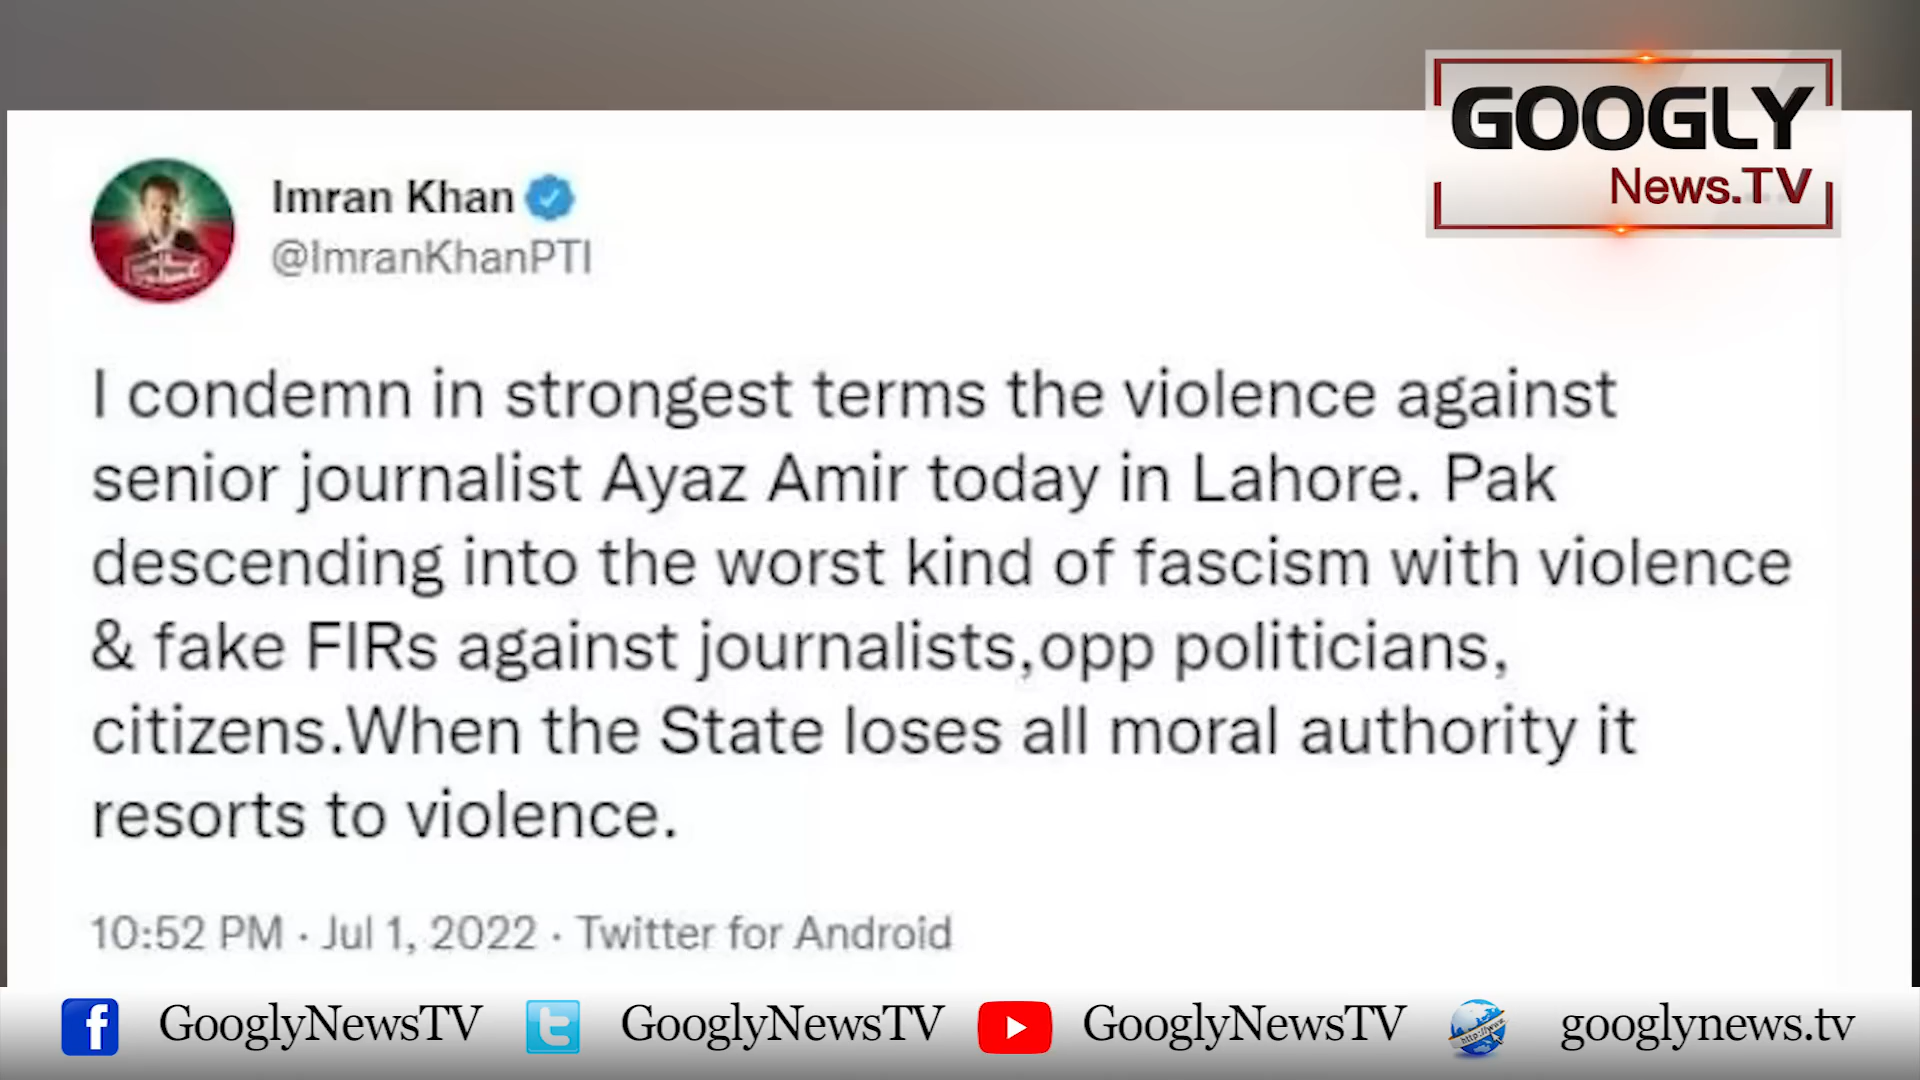 GOOGLY
News.TV
Imran Khan
@ImranKhanPTI
I condemn in strongest terms the violence against
senior journalist Ayaz Amir today in Lahore. Pak
descending into the worst kind of fascism with violence
& fake FIRs against journalists,opp politicians,
citizens.When the State loses all moral authority it
resorts to violence.
10:52 PM · Jul 1, 2022 · Twitter for Android
GooglyNewsTV GooglyNewsTV GooglyNewsTV googlynews.tv